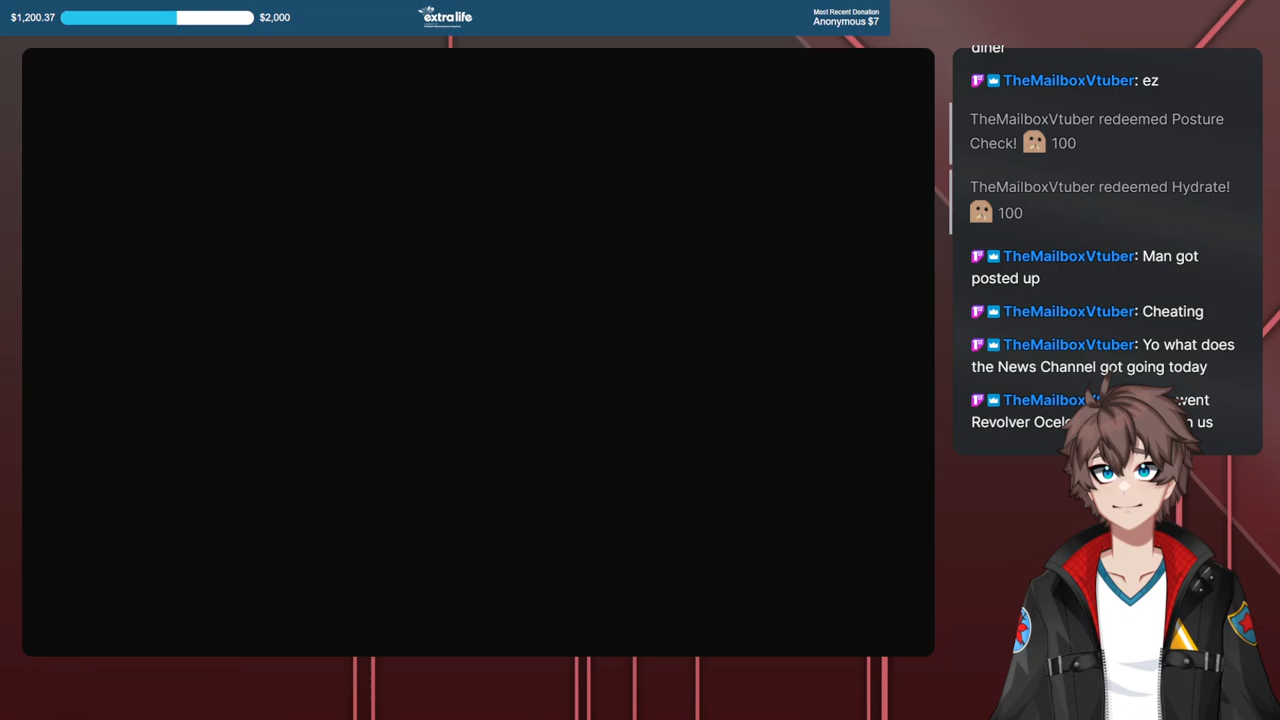 $1,200.37
$2,000
extra life
Most Recent Donation
Anonymous $7
diner
TheMailboxVtuber: ez
TheMailboxVtuber redeemed Posture
Check! 100
TheMailboxVtuber redeemed Hydrate!
100
TheMailboxVtuber: Man got
posted up
TheMailboxVtuber: Cheating
TheMailboxVtuber: Yo what does
the News Channel got going today
TheMailbox went
Revolver us